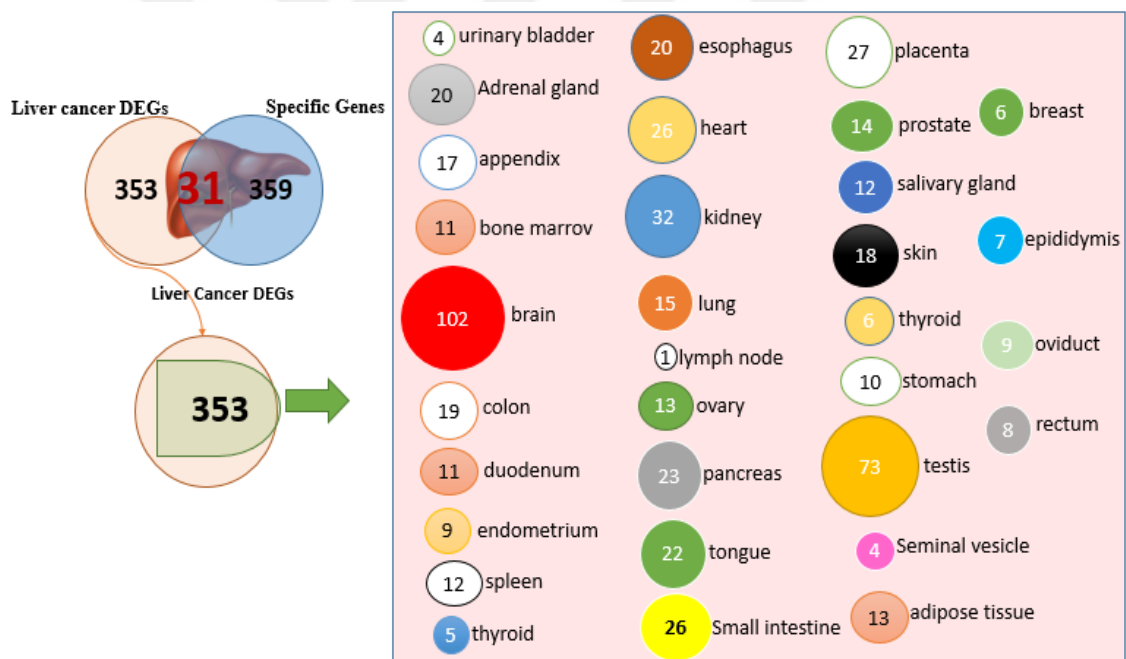 Liver cancer DEGs
Specific Genes
353
31
359
Liver Cancer DEGs
353
4 urinary bladder
20 Adrenal gland
17 appendix
11 bone marrov
102 brain
19 colon
11 duodenum
9 endometrium
12 spleen
5 thyroid
20 esophagus
26 heart
32 kidney
15 lung
1 lymph node
13 ovary
23 pancreas
22 tongue
26 Small intestine
27 placenta
14 prostate
12 salivary gland
18 skin
6 thyroid
10 stomach
73 testis
4 Seminal vesicle
13 adipose tissue
6 breast
7 epididymis
9 oviduct
8 rectum